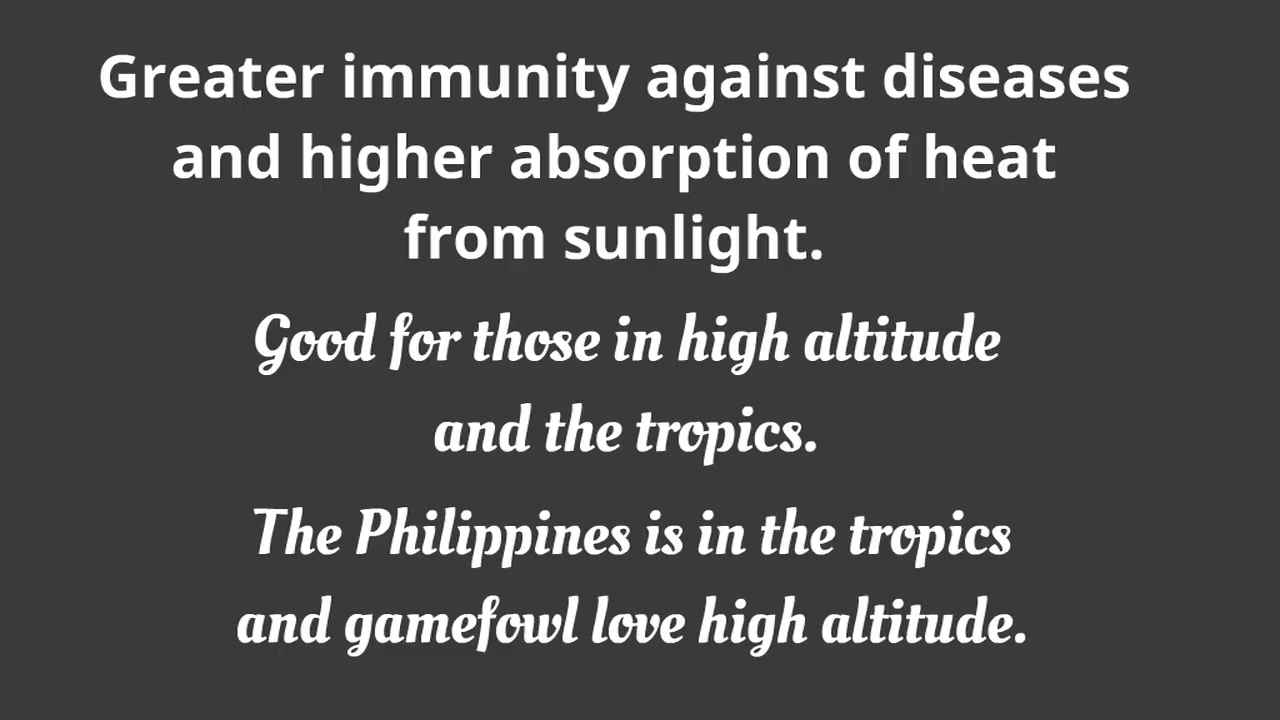 Greater immunity against diseases
and higher absorption of heat
from sunlight.
Good for those in high altitude
and the tropics.
The Philippines is in the tropics
and gamefowl love high altitude.